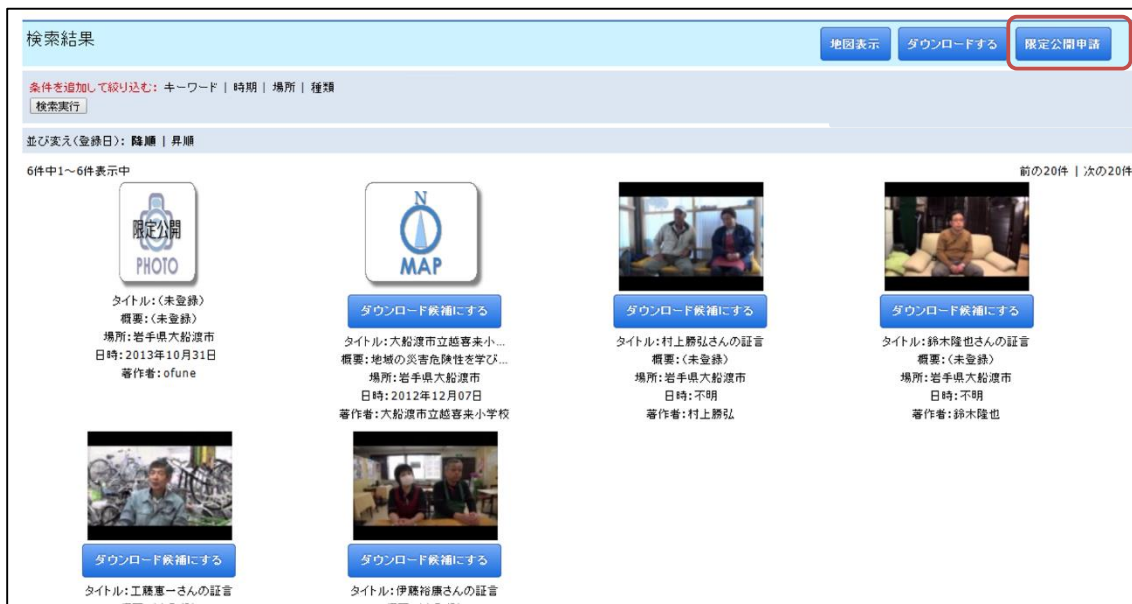 検索結果
地図表示
ダウンロードする
限定公開申請
条件を追加して絞り込む: キーワード | 時期 | 場所 | 種類
検索実行
並び変え(登録日): 降順 | 昇順
6件中1~6件表示中
前の20件 | 次の20件
限定公開
PHOTO
タイトル:(未登録)
概要:(未登録)
場所:岩手県大船渡市
日時:2013年10月31日
著作者:ofune
N
MAP
ダウンロード候補にする
タイトル:大船渡市立越喜来小...
概要:地域の災害危険性を学び...
場所:岩手県大船渡市
日時:2012年12月07日
著作者:大船渡市立越喜来小学校
ダウンロード候補にする
タイトル:村上勝弘さんの証言
概要:(未登録)
場所:岩手県大船渡市
日時:不明
著作者:村上勝弘
ダウンロード候補にする
タイトル:鈴木隆也さんの証言
概要:(未登録)
場所:岩手県大船渡市
日時:不明
著作者:鈴木隆也
ダウンロード候補にする
タイトル:工藤恵一さんの証言
ダウンロード候補にする
タイトル:伊藤裕康さんの証言